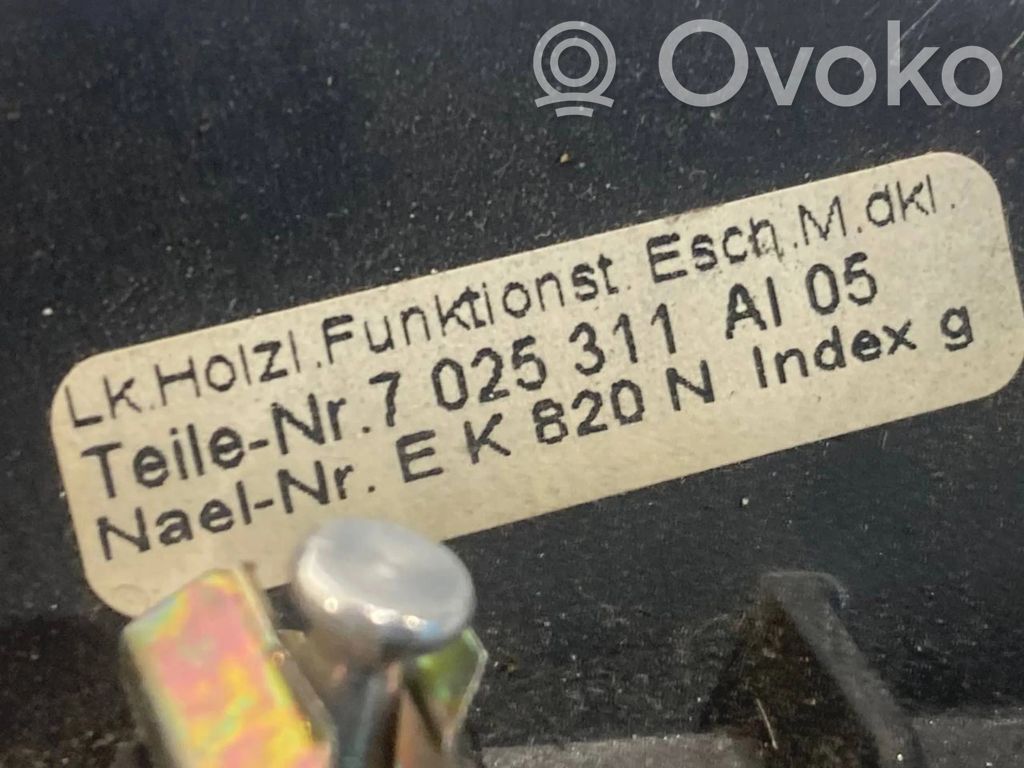 Ovoko
Lk.Holzl.Funktionst. Esch.M.dkl.
Teile-Nr.7 025 311 AI 05
Nael-Nr. E K 820 N Index g